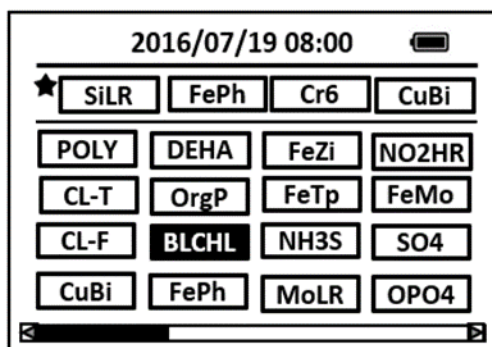 2016/07/19 08:00
SiLR FePh Cr6 CuBi
POLY DEHA FeZi NO2HR
CL-T OrgP FeTp FeMo
CL-F BLCHL NH3S SO4
CuBi FePh MoLR OPO4